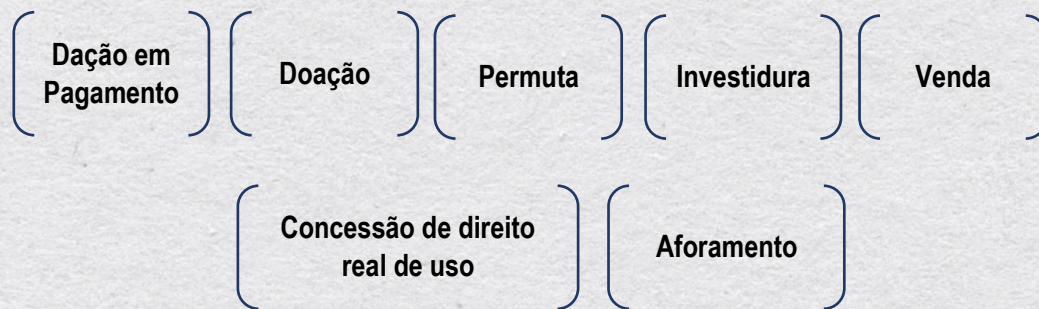 Dação em
Pagamento
Doação
Permuta
Investidura
Venda
Concessão de direito
real de uso
Aforamento